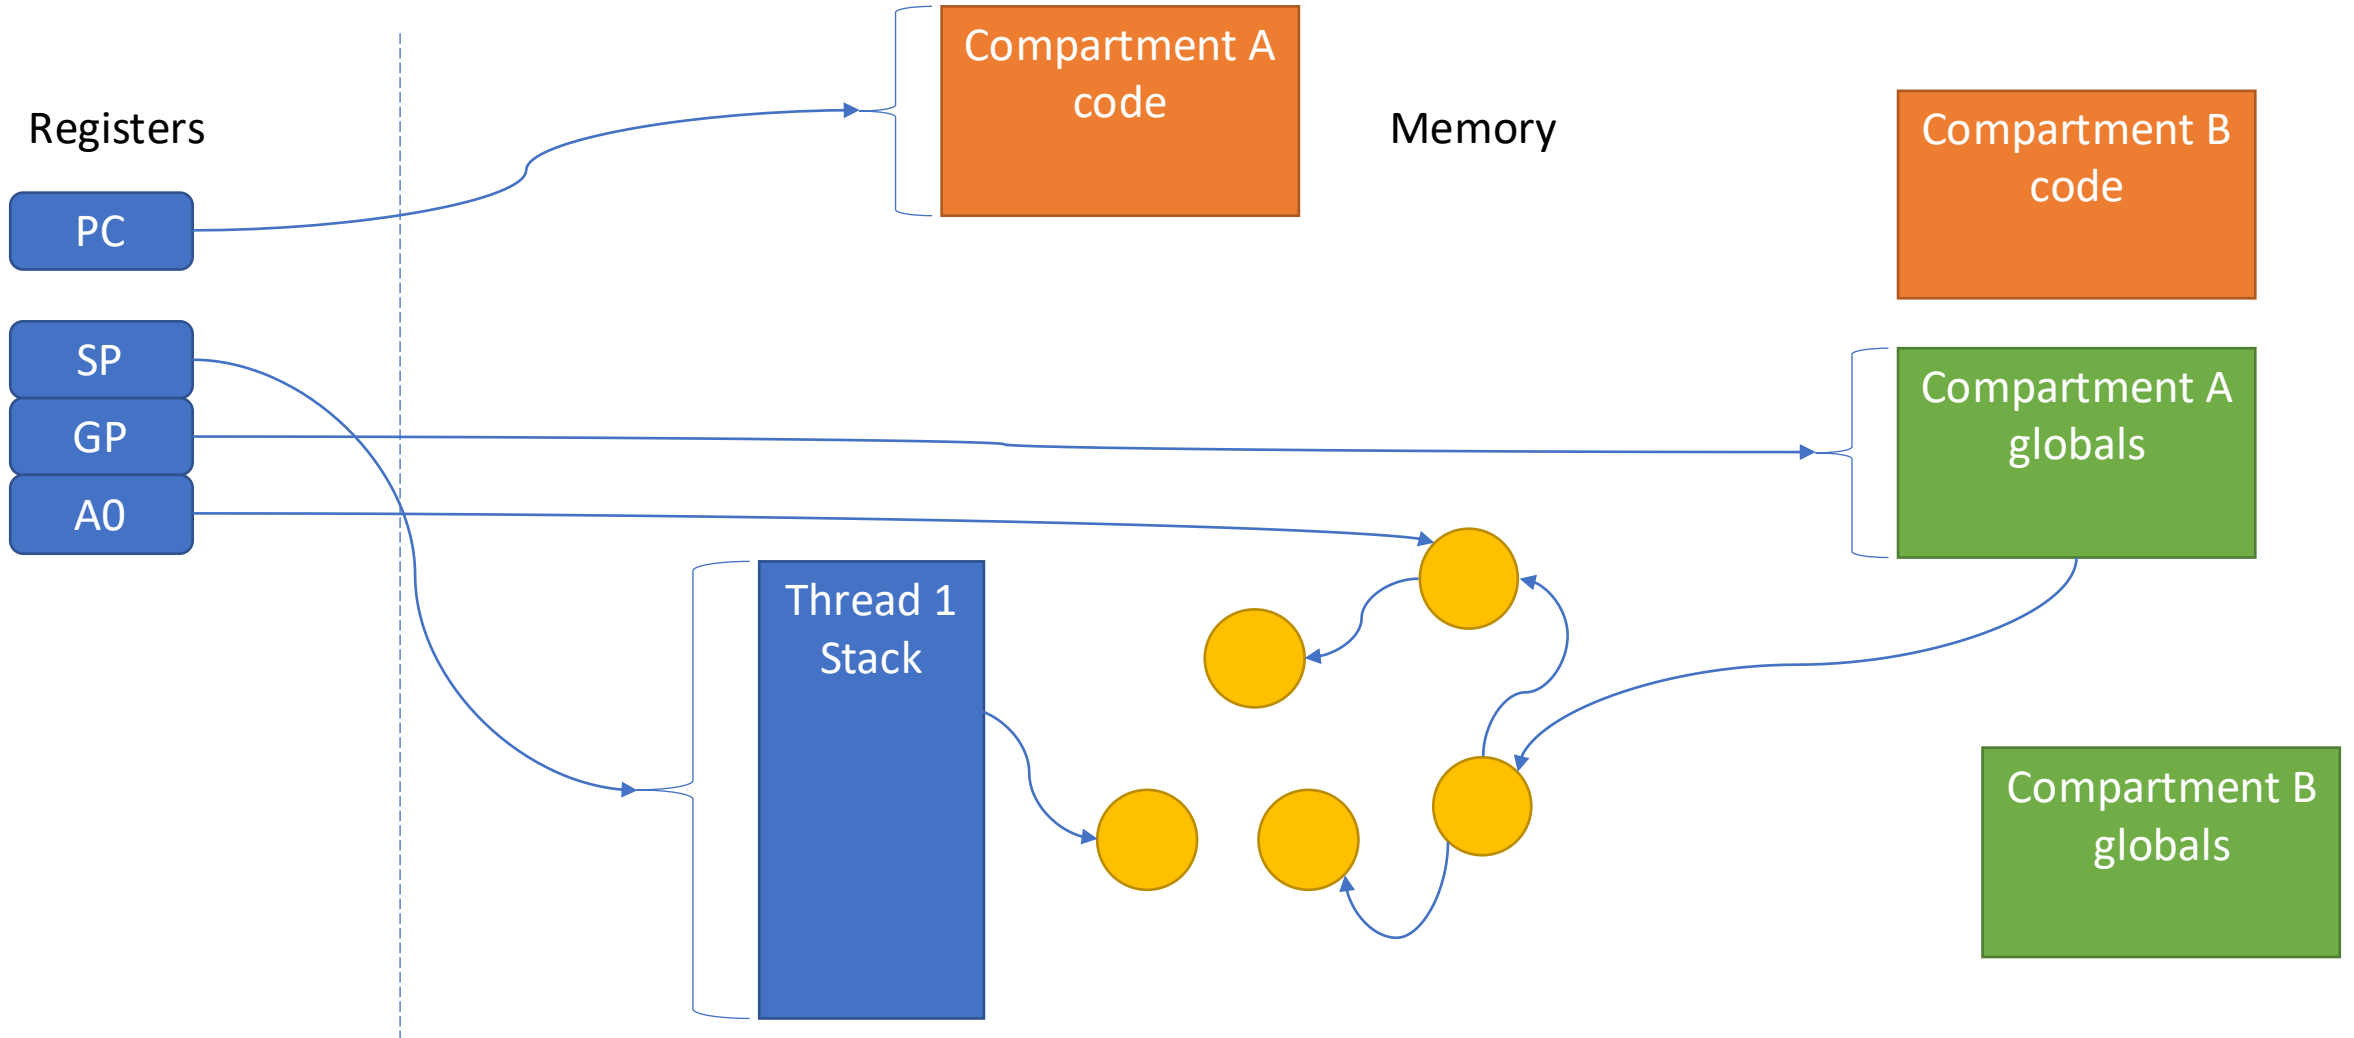 Registers
PC
SP
GP
A0
Compartment A
code
Memory
Compartment B
code
Compartment A
globals
Thread 1
Stack
Compartment B
globals